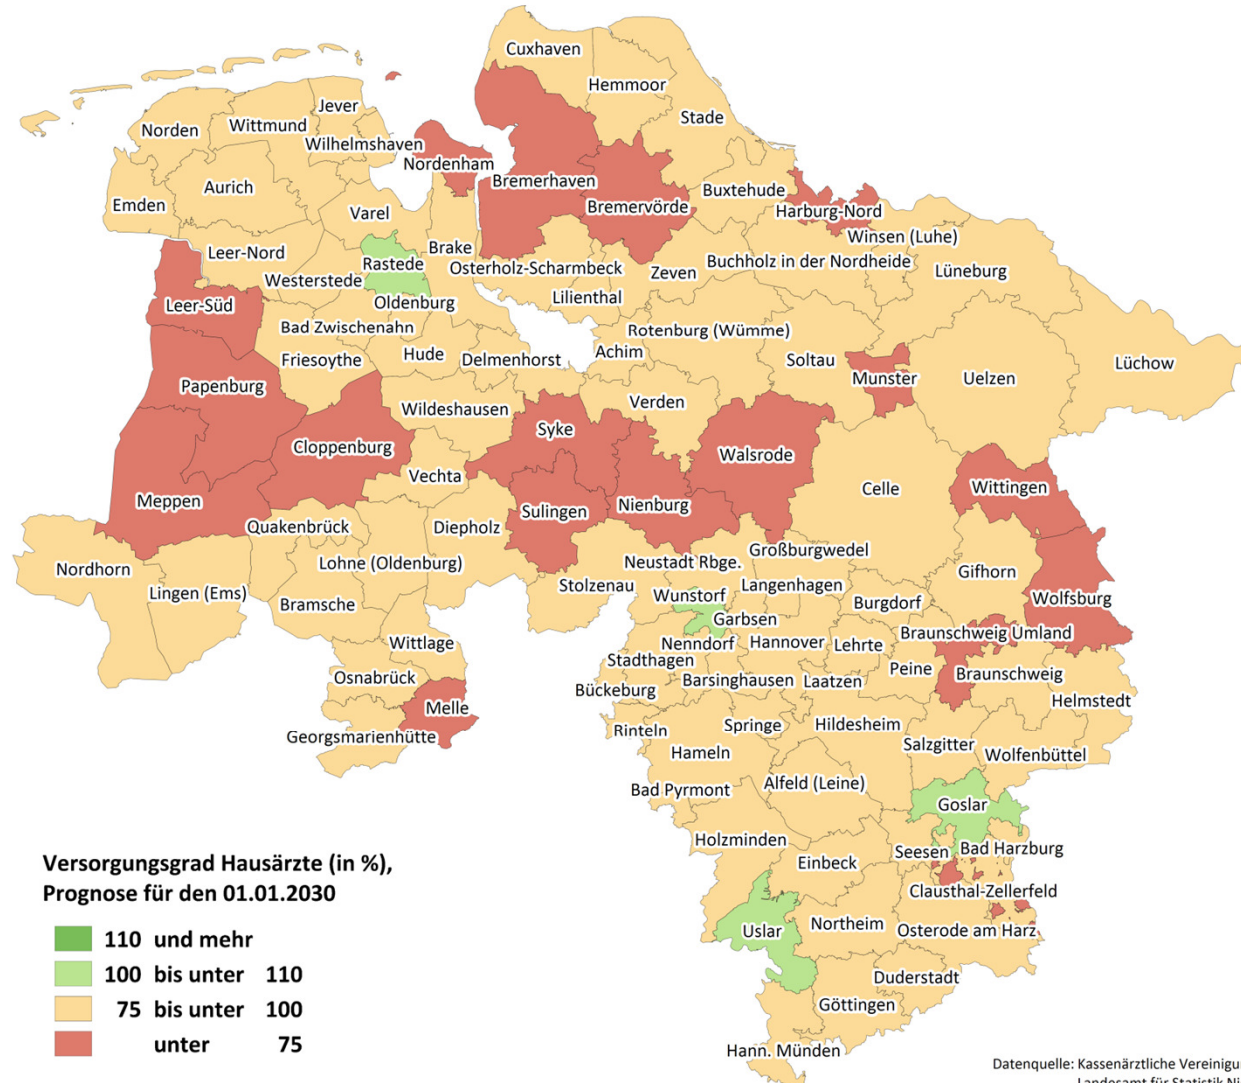 Cuxhaven
Hemmoor
Stade
Jever
Norden
Wittmund
Wilhelmshaven
Nordenham
Bremerhaven
Aurich
Buxtehude
Emden
Varel
Bremervörde
Harburg-Nord
Winsen (Luhe)
Leer-Nord
Brake
Rastede
Osterholz-Scharmbeck
Zeven
Buchholz in der Nordheide
Lüneburg
Westerstede
Lilienthal
Leer-Süd
Oldenburg
Bad Zwischenahn
Rotenburg (Wümme)
Friesoythe
Hude
Delmenhorst
Achim
Soltau
Lüchow
Papenburg
Munster
Uelzen
Wildeshausen
Verden
Syke
Cloppenburg
Walsrode
Vechta
Celle
Wittingen
Meppen
Sulingen
Nienburg
Quakenbrück
Diepholz
Großburgwedel
Nordhorn
Lohne (Oldenburg)
Neustadt Rbge.
Gifhorn
Lingen (Ems)
Stolzenau
Langenhagen
Bramsche
Wunstorf
Burgdorf
Wolfsburg
Garbsen
Wittlage
Nenndorf
Hannover
Lehrte
Braunschweig Umland
Stadthagen
Peine
Osnabrück
Bückeburg
Barsinghausen
Laatzen
Braunschweig
Melle
Helmstedt
Georgsmarienhütte
Rinteln
Springe
Hildesheim
Hameln
Salzgitter
Wolfenbüttel
Bad Pyrmont
Alfeld (Leine)
Goslar
Holzminden
Einbeck
Seesen
Bad Harzburg
Clausthal-Zellerfeld
Uslar
Northeim
Osterode am Harz
Duderstadt
Göttingen
Hann. Münden
Versorgungsgrad Hausärzte (in %),
Prognose für den 01.01.2030
110 und mehr
100 bis unter 110
75 bis unter 100
unter 75
Datenquelle: Kassenärztliche Vereinigu
Landesamt für Statistik Ni